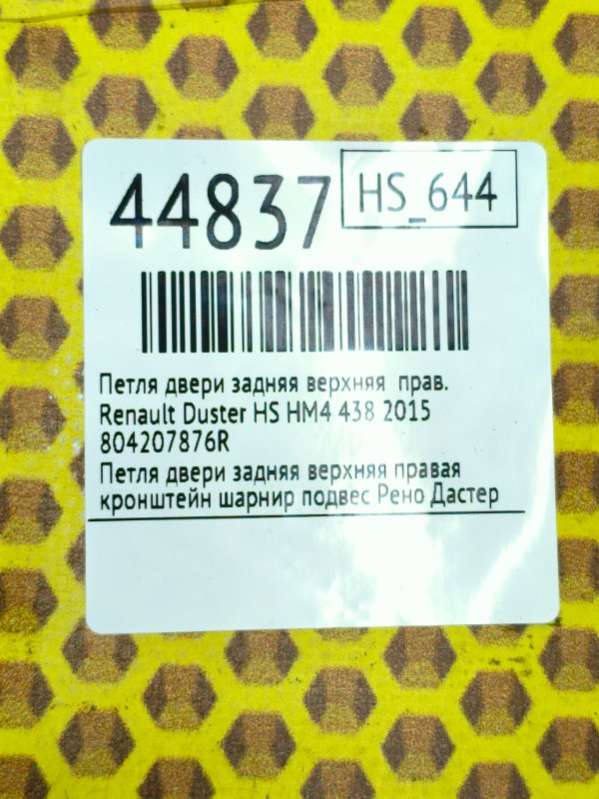 44837 HS_644
Петля двери задняя верхняя прав.
Renault Duster HS HM4 438 2015
804207876R
Петля двери задняя верхняя правая
кронштейн шарнир подвес Рено Дастер